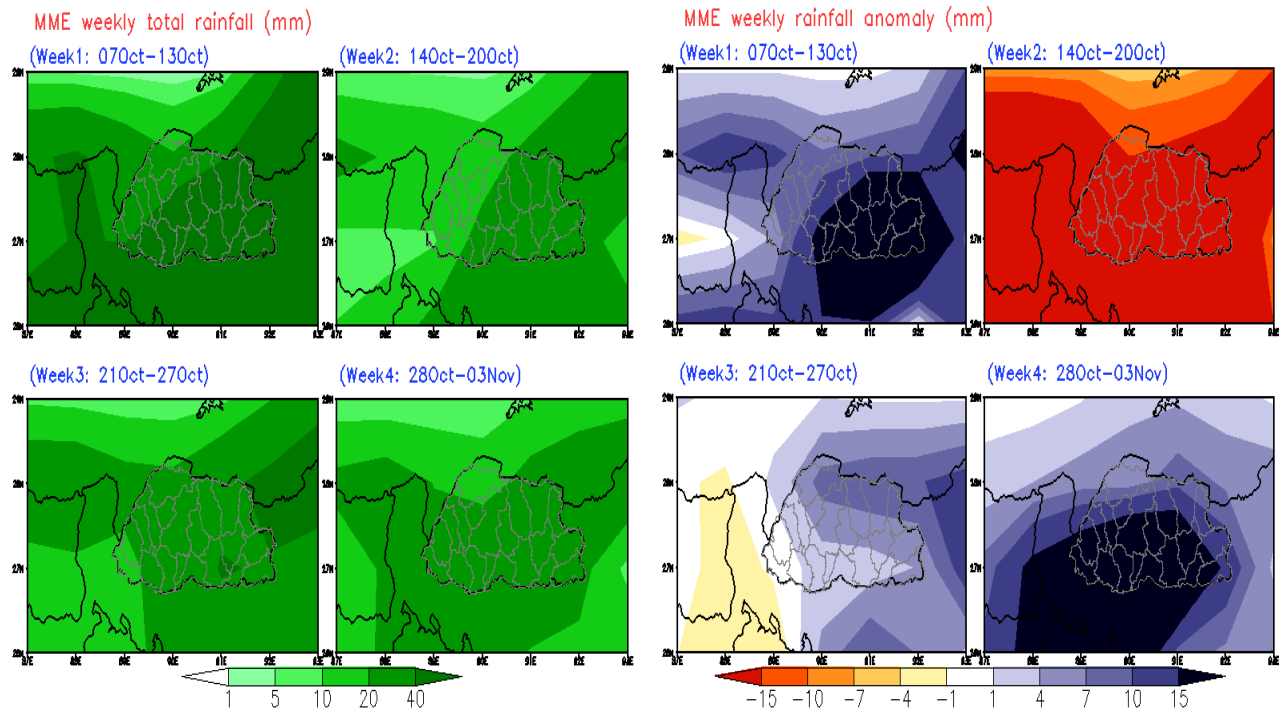 MME weekly total rainfall (mm)
MME weekly rainfall anomaly (mm)
(Week1: 07Oct-13Oct)
(Week2: 14Oct-20Oct)
(Week1: 07Oct-13Oct)
(Week2: 14Oct-20Oct)
(Week3: 21Oct-27Oct)
(Week4: 28Oct-03Nov)
(Week3: 21Oct-27Oct)
(Week4: 28Oct-03Nov)
1 5 10 20 40
-15 -10 -7 -4 -1 1 4 7 10 15